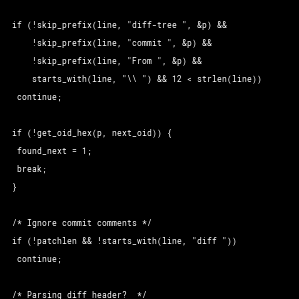 if (!skip_prefix(line, "diff-tree ", &p) &&
    !skip_prefix(line, "commit ", &p) &&
    !skip_prefix(line, "From ", &p) &&
    starts_with(line, "\\ ") && 12 < strlen(line))
 continue;

if (!get_oid_hex(p, next_oid)) {
 found_next = 1;
 break;
}

/* Ignore commit comments */
if (!patchlen && !starts_with(line, "diff "))
 continue;

/* Parsing diff header?  */